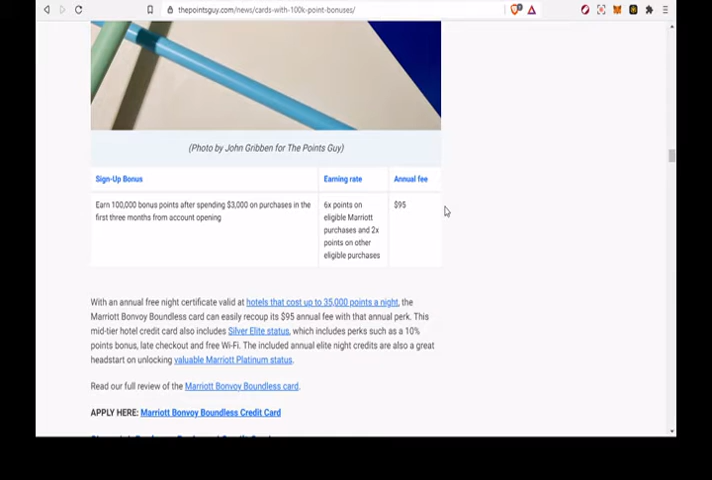 thepointsguy.com/news/cards-with-100k-point-bonuses/
(Photo by John Gribben for The Points Guy)
Sign-Up Bonus Earning rate Annual fee
Earn 100,000 bonus points after spending $3,000 on purchases in the
first three months from account opening
6x points on
eligible Marriott
purchases and 2x
points on other
eligible purchases
$95
With an annual free night certificate valid at hotels that cost up to 35,000 points a night, the
Marriott Bonvoy Boundless card can easily recoup its $95 annual fee with that annual perk. This
mid-tier hotel credit card also includes Silver Elite status, which includes perks such as a 10%
points bonus, late checkout and free Wi-Fi. The included annual elite night credits are also a great
headstart on unlocking valuable Marriott Platinum status.
Read our full review of the Marriott Bonvoy Boundless card.
APPLY HERE: Marriott Bonvoy Boundless Credit Card